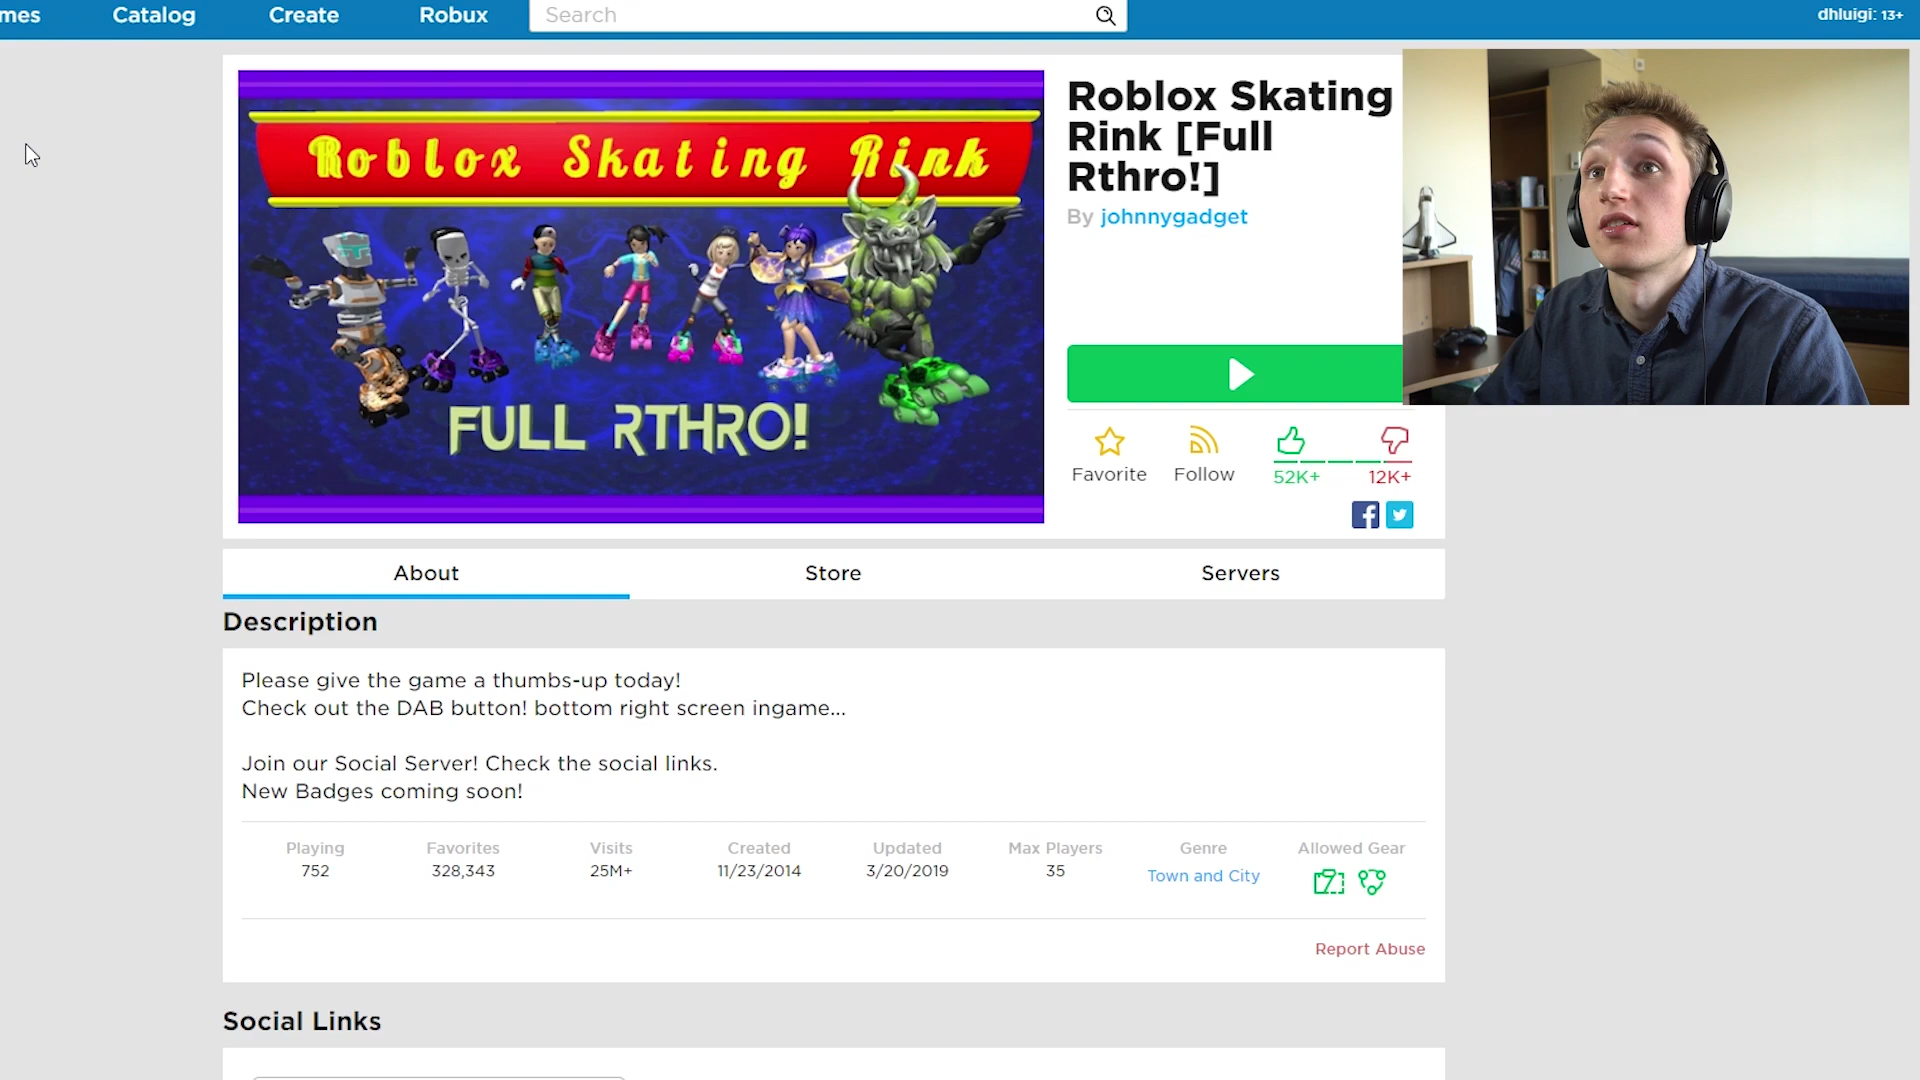 mes Catalog Create Robux Search dhluigi: 13+
Roblox Skating Rink
FULL RTHRO!
Roblox Skating
Rink [Full
Rthro!]
By johnnygadget
Favorite Follow 52K+ 12K+
About Store Servers
Description
Please give the game a thumbs-up today!
Check out the DAB button! bottom right screen ingame...
Join our Social Server! Check the social links.
New Badges coming soon!
Playing Favorites Visits Created Updated Max Players Genre Allowed Gear
752 328,343 25M+ 11/23/2014 3/20/2019 35 Town and City
Report Abuse
Social Links